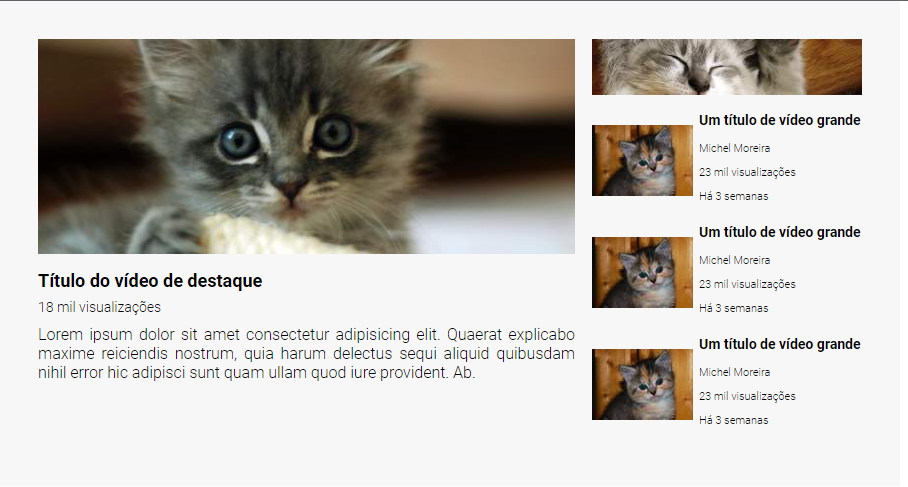 Título do vídeo de destaque
18 mil visualizações
Lorem ipsum dolor sit amet consectetur adipisicing elit. Quaerat explicabo
maxime reiciendis nostrum, quia harum delectus sequi aliquid quibusdam
nihil error hic adipisci sunt quam ullam quod iure provident. Ab.
Um título de vídeo grande
Michel Moreira
23 mil visualizações
Há 3 semanas
Um título de vídeo grande
Michel Moreira
23 mil visualizações
Há 3 semanas
Um título de vídeo grande
Michel Moreira
23 mil visualizações
Há 3 semanas